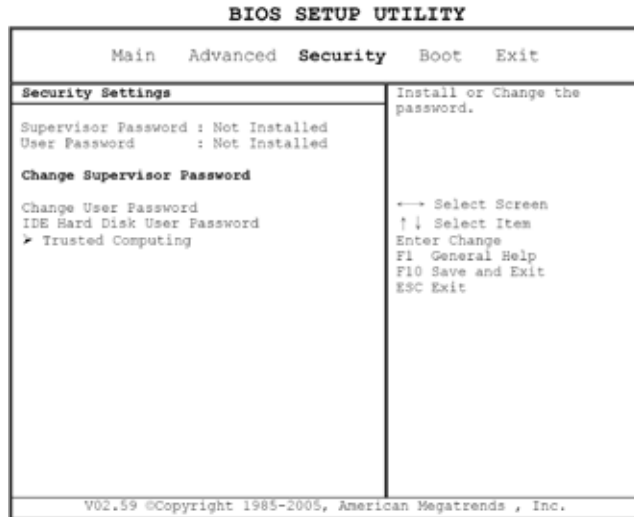 BIOS SETUP UTILITY
Main Advanced Security Boot Exit
Security Settings
Supervisor Password : Not Installed
User Password : Not Installed
Change Supervisor Password
Change User Password
IDE Hard Disk User Password
➤ Trusted Computing
Install or Change the
password.
←→ Select Screen
↑↓ Select Item
Enter Change
F1 General Help
F10 Save and Exit
ESC Exit
V02.59 ©Copyright 1985-2005, American Megatrends , Inc.